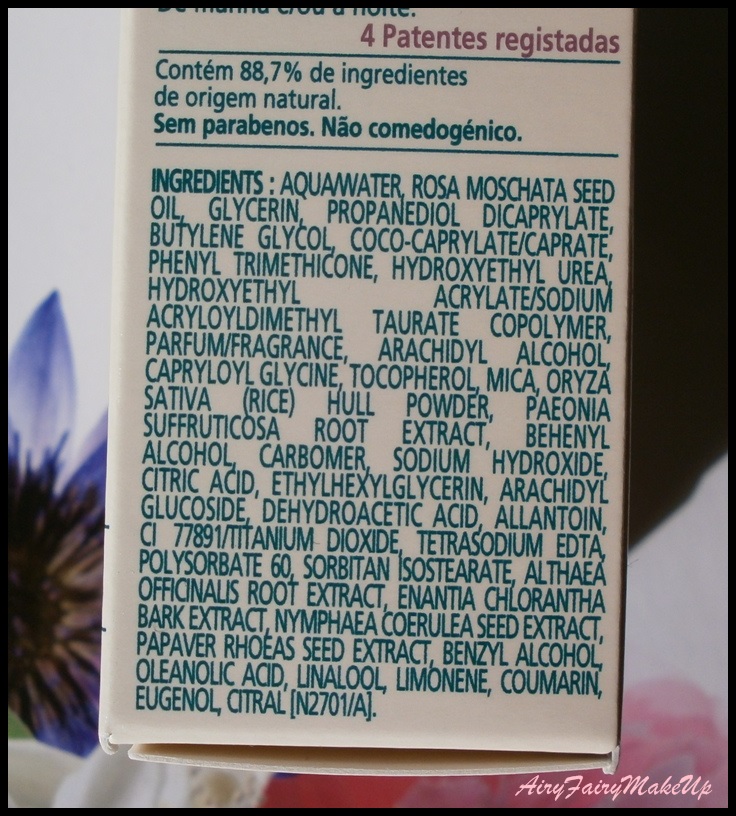 De manhã e/ou à noite.
4 Patentes registadas
Contém 88,7% de ingredientes
de origem natural.
Sem parabenos. Não comedogénico.
INGREDIENTS : AQUA/WATER, ROSA MOSCHATA SEED
OIL, GLYCERIN, PROPANEDIOL DICAPRYLATE,
BUTYLENE GLYCOL, COCO-CAPRYLATE/CAPRATE,
PHENYL TRIMETHICONE, HYDROXYETHYL UREA,
HYDROXYETHYL ACRYLATE/SODIUM
ACRYLOYLDIMETHYL TAURATE COPOLYMER,
PARFUM/FRAGRANCE, ARACHIDYL ALCOHOL,
CAPRYLOYL GLYCINE, TOCOPHEROL, MICA, ORYZA
SATIVA (RICE) HULL POWDER, PAEONIA
SUFFRUTICOSA ROOT EXTRACT, BEHENYL
ALCOHOL, CARBOMER, SODIUM HYDROXIDE,
CITRIC ACID, ETHYLHEXYLGLYCERIN, ARACHIDYL
GLUCOSIDE, DEHYDROACETIC ACID, ALLANTOIN,
CI 77891/TITANIUM DIOXIDE, TETRASODIUM EDTA,
POLYSORBATE 60, SORBITAN ISOSTEARATE, ALTHAEA
OFFICINALIS ROOT EXTRACT, ENANTIA CHLORANTHA
BARK EXTRACT, NYMPHAEA COERULEA SEED EXTRACT,
PAPAVER RHOEAS SEED EXTRACT, BENZYL ALCOHOL,
OLEANOLIC ACID, LINALOOL, LIMONENE, COUMARIN,
EUGENOL, CITRAL [N2701/A].
AiryFairyMakeUp